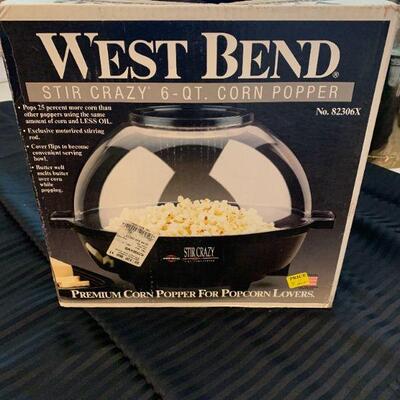 WEST BEND®
STIR CRAZY® 6-QT. CORN POPPER
No. 82306X
• Pops 25 percent more corn than
other poppers using the same
amount of corn and LESS OIL.
• Exclusive motorized stirring
rod.
• Cover flips to become
convenient serving
bowl.
• Butter well
melts butter
over corn
while
popping.
STIR CRAZY
PRICE
PREMIUM CORN POPPER FOR POPCORN LOVERS.